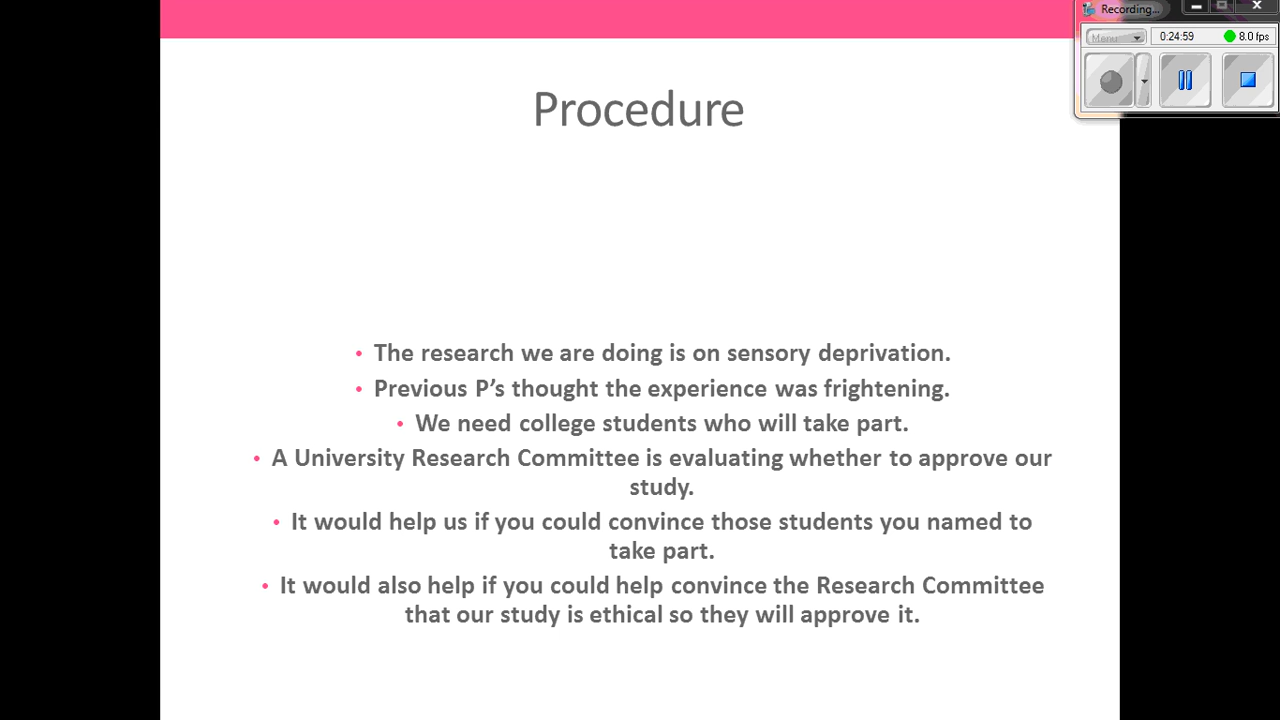 Recording...
Menu
0:24:59
8.0 fps
Procedure
• The research we are doing is on sensory deprivation.
• Previous P’s thought the experience was frightening.
• We need college students who will take part.
• A University Research Committee is evaluating whether to approve our
study.
• It would help us if you could convince those students you named to
take part.
• It would also help if you could help convince the Research Committee
that our study is ethical so they will approve it.